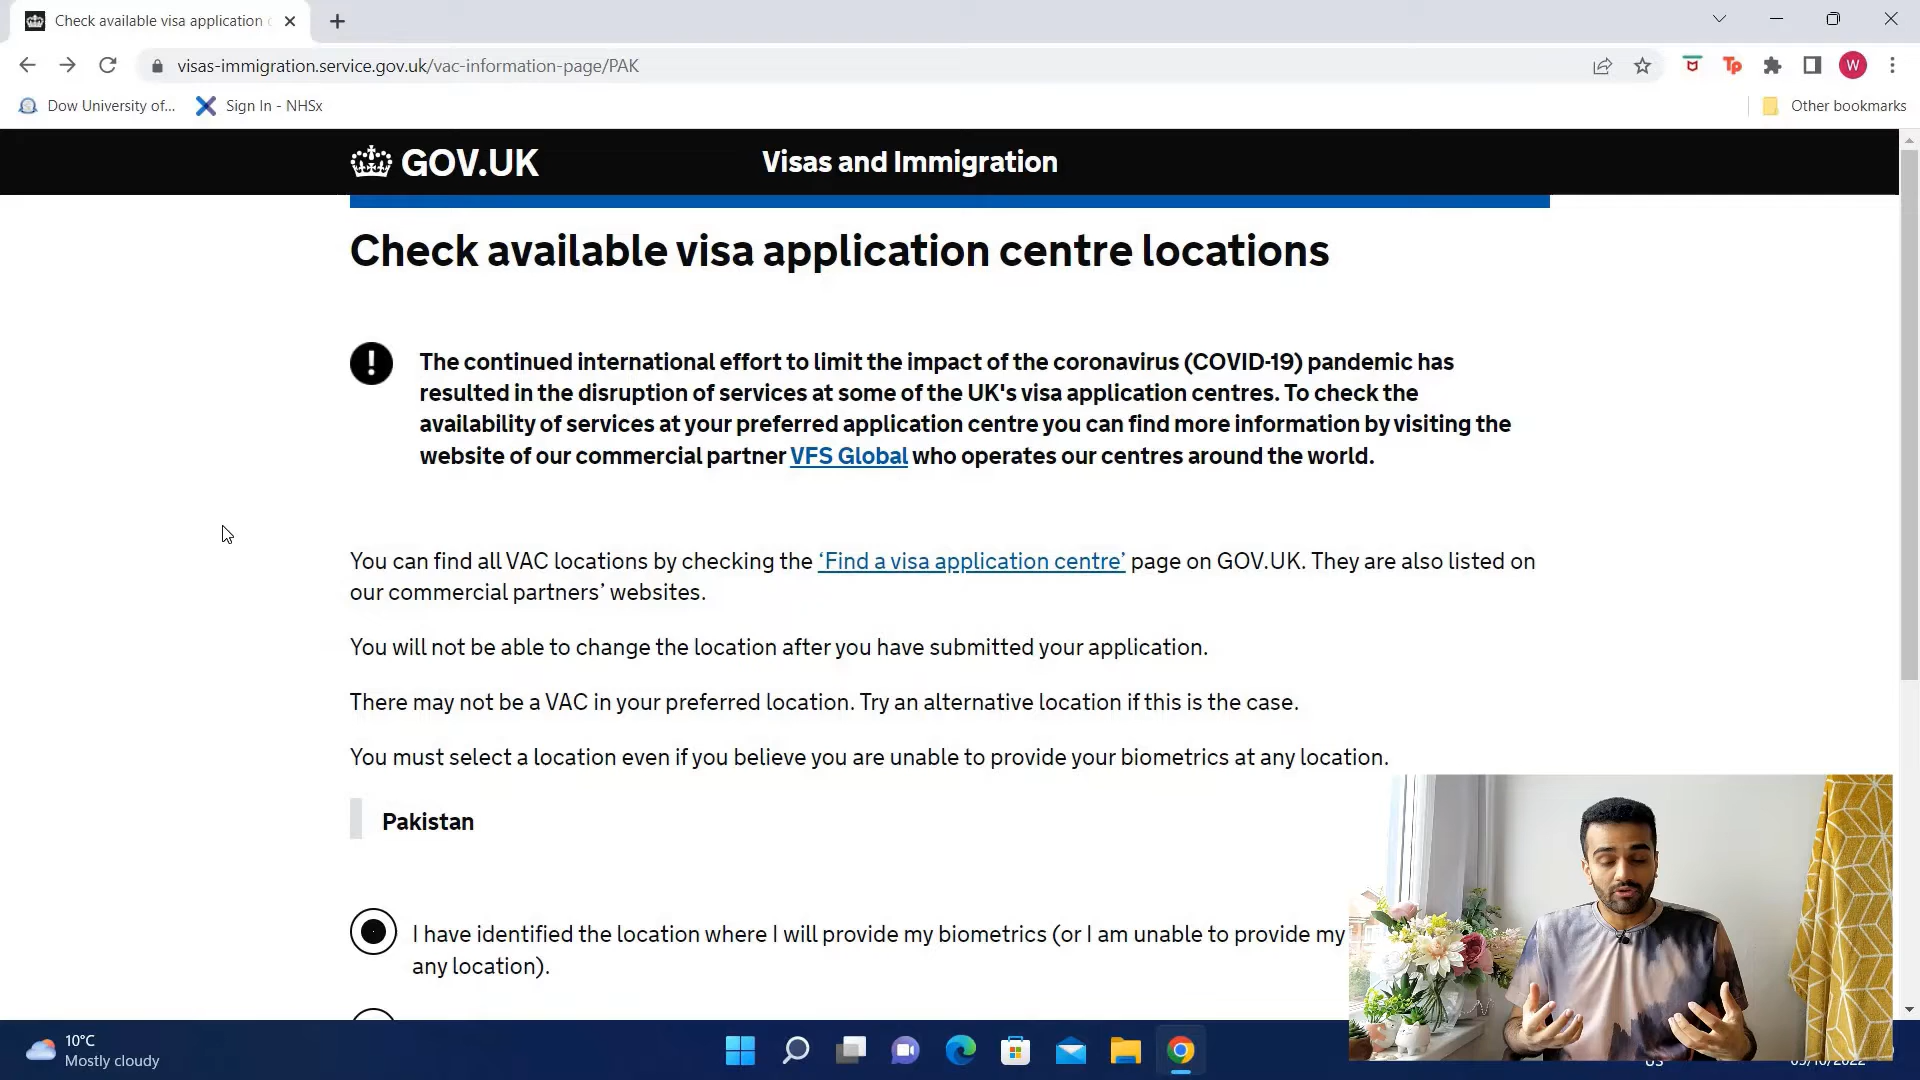 Check available visa application
visas-immigration.service.gov.uk/vac-information-page/PAK
Tp
W
Dow University of...
Sign In - NHSx
Other bookmarks
GOV.UK
Visas and Immigration
Check available visa application centre locations
!
The continued international effort to limit the impact of the coronavirus (COVID-19) pandemic has
resulted in the disruption of services at some of the UK's visa application centres. To check the
availability of services at your preferred application centre you can find more information by visiting the
website of our commercial partner VFS Global who operates our centres around the world.
You can find all VAC locations by checking the ‘Find a visa application centre’ page on GOV.UK. They are also listed on
our commercial partners’ websites.
You will not be able to change the location after you have submitted your application.
There may not be a VAC in your preferred location. Try an alternative location if this is the case.
You must select a location even if you believe you are unable to provide your biometrics at any location.
Pakistan
I have identified the location where I will provide my biometrics (or I am unable to provide my
any location).
10°C
Mostly cloudy